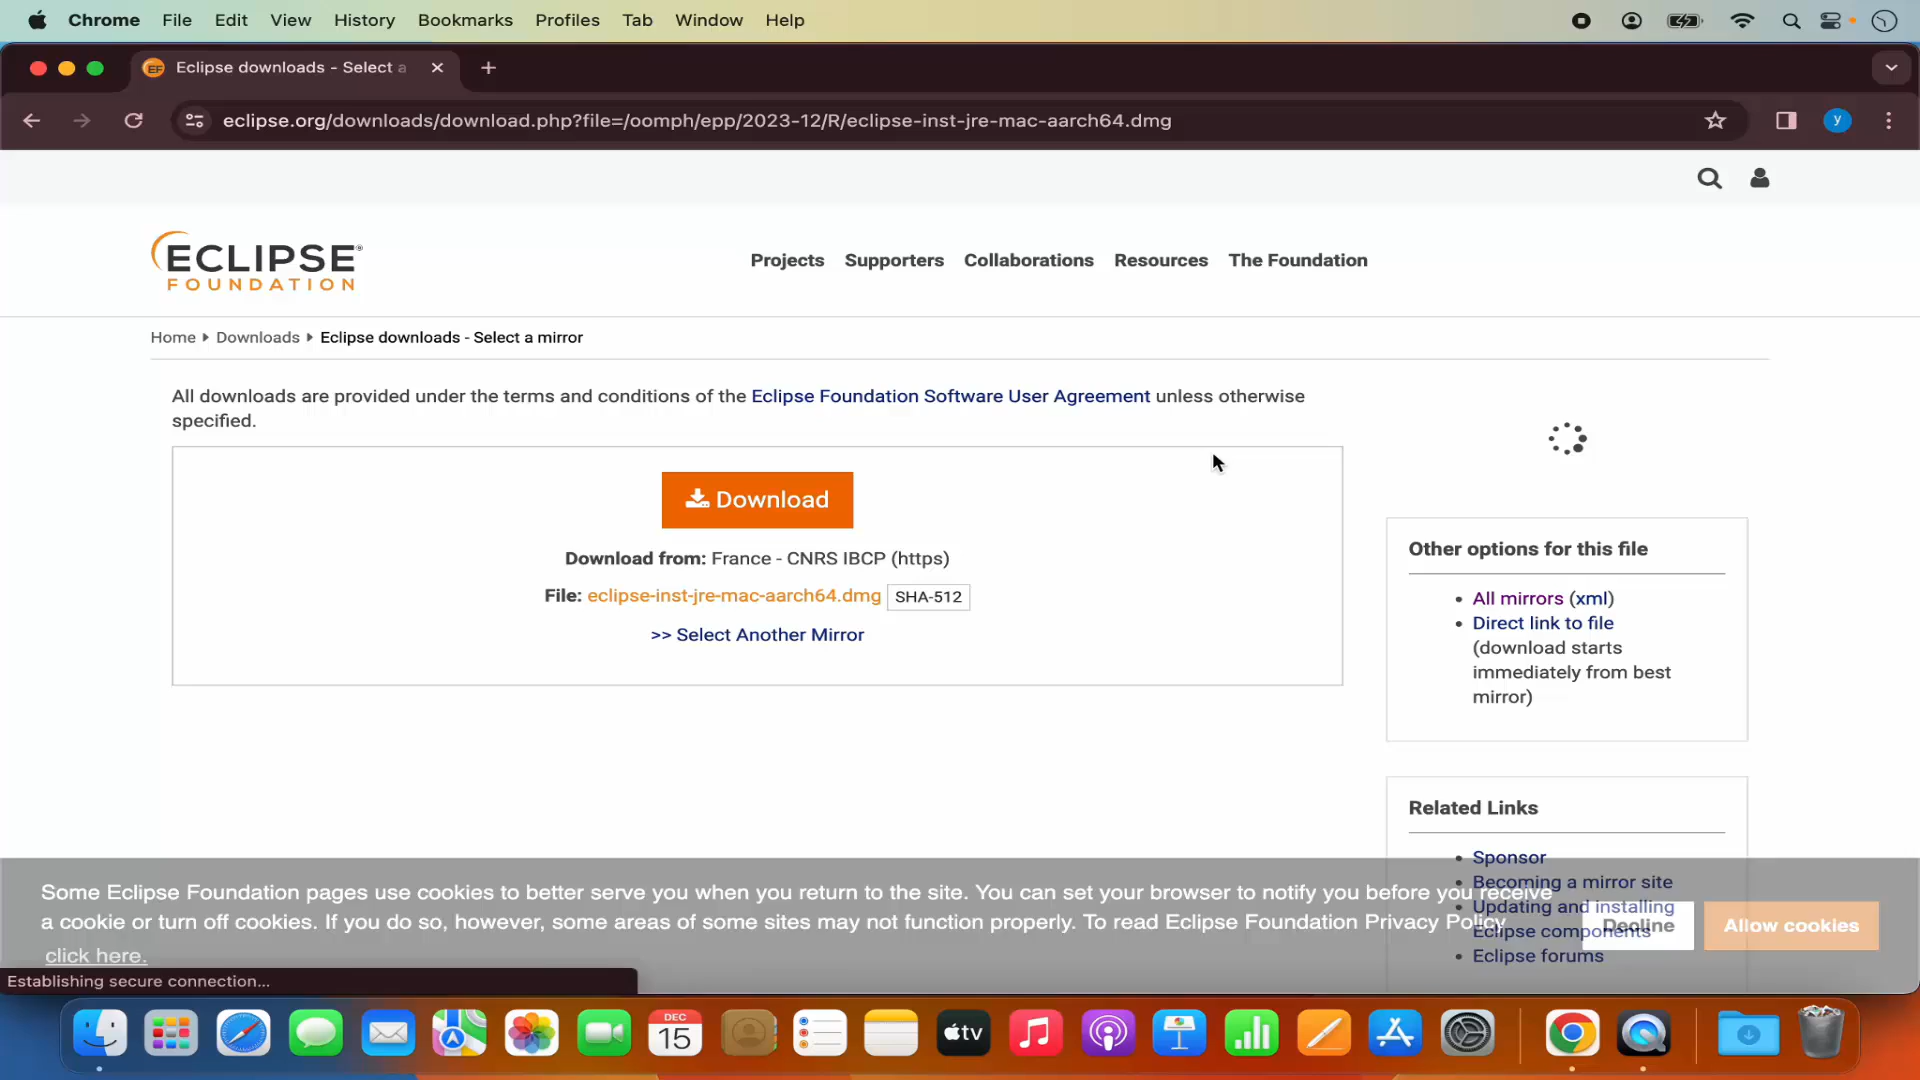 Chrome File Edit View History Bookmarks Profiles Tab Window Help
Eclipse downloads - Select a
eclipse.org/downloads/download.php?file=/oomph/epp/2023-12/R/eclipse-inst-jre-mac-aarch64.dmg
y
ECLIPSE®
FOUNDATION
Projects Supporters Collaborations Resources The Foundation
Home Downloads Eclipse downloads - Select a mirror
All downloads are provided under the terms and conditions of the Eclipse Foundation Software User Agreement unless otherwise
specified.
Download
Download from: France - CNRS IBCP (https)
File: eclipse-inst-jre-mac-aarch64.dmg SHA-512
>> Select Another Mirror
Other options for this file
All mirrors (xml)
Direct link to file
(download starts
immediately from best
mirror)
Related Links
Sponsor
Becoming a mirror site
Updating and installing
Eclipse components
Eclipse forums
Some Eclipse Foundation pages use cookies to better serve you when you return to the site. You can set your browser to notify you before you receive
a cookie or turn off cookies. If you do so, however, some areas of some sites may not function properly. To read Eclipse Foundation Privacy Policy
click here.
Decline
Allow cookies
Establishing secure connection...
DEC
15
tv